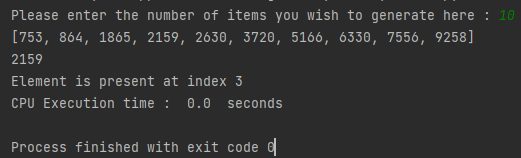 Please enter the number of items you wish to generate here : 10
[753, 864, 1865, 2159, 2630, 3720, 5166, 6330, 7556, 9258]
2159
Element is present at index 3
CPU Execution time :  0.0  seconds
Process finished with exit code 0